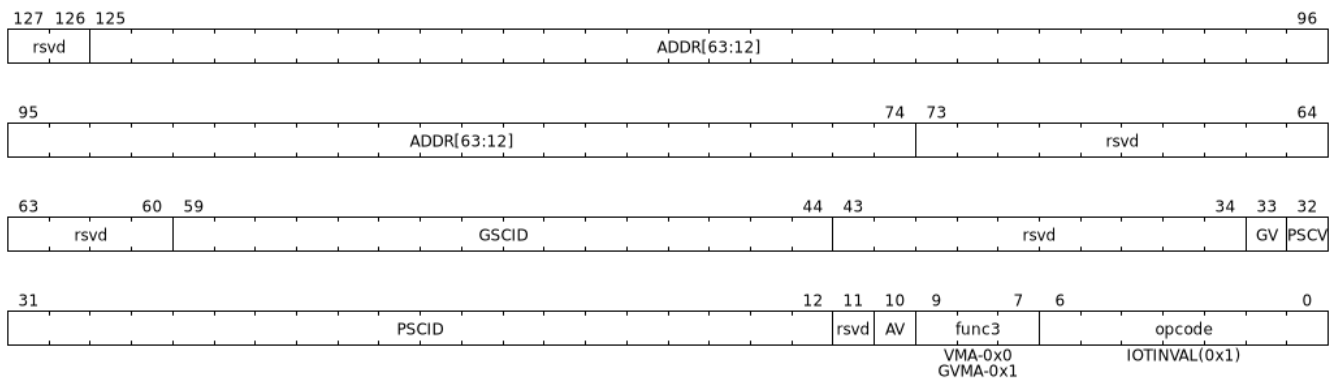 127 126 125 96
rsvd ADDR[63:12]
95 74 73 64
ADDR[63:12] rsvd
63 60 59 44 43 34 33 32
rsvd GSCID rsvd GV PSCV
31 12 11 10 9 7 6 0
PSCID rsvd AV func3 opcode
VMA-0x0 IOTINVAL(0x1)
GVMA-0x1